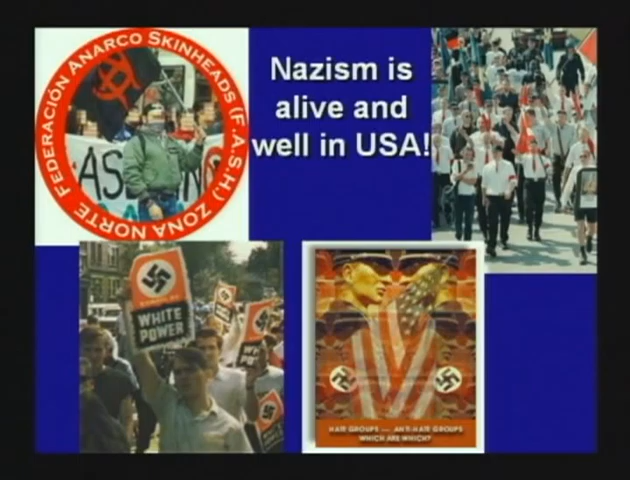 FEDERACIÓN ANARCO SKINHEADS (F.A.S.H.) ZONA NORTE
Nazism is
alive and
well in USA!
WHITE
POWER
HATE GROUPS --- ANTI-HATE GROUPS
WHICH ARE WHICH?